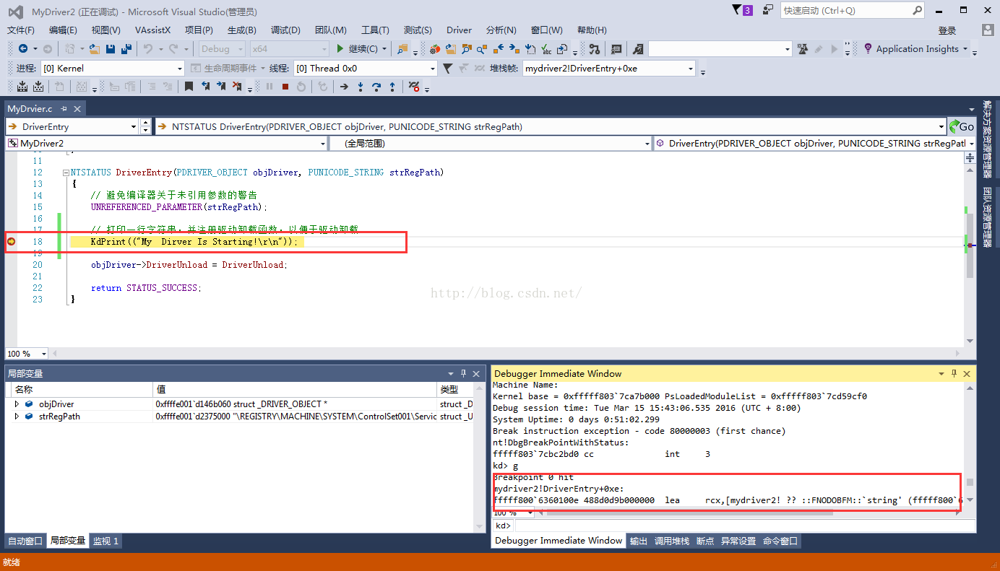 MyDriver2 (正在调试) - Microsoft Visual Studio(管理员)
3
快速启动 (Ctrl+Q)
文件(F) 编辑(E) 视图(V) VAssistX 项目(P) 生成(B) 调试(D) 团队(M) 工具(T) 测试(S) Driver 分析(N) 窗口(W) 帮助(H) 登录
Debug x64 继续(C) Application Insights
进程: [0] Kernel 生命周期事件 线程: [0] Thread 0x0 堆栈帧: mydriver2!DriverEntry+0xe
MyDrvier.c
DriverEntry NTSTATUS DriverEntry(PDRIVER_OBJECT objDriver, PUNICODE_STRING strRegPath) Go
MyDriver2 (全局范围) DriverEntry(PDRIVER_OBJECT objDriver, PUNICODE_STRING strRegPatl
11
12 NTSTATUS DriverEntry(PDRIVER_OBJECT objDriver, PUNICODE_STRING strRegPath)
13 {
14 // 避免编译器关于未引用参数的警告
15 UNREFERENCED_PARAMETER(strRegPath);
16
17 // 打印一行字符串，并注册驱动卸载函数，以便于驱动卸载
18 KdPrint(("My  Dirver Is Starting!\r\n"));
19
20 objDriver->DriverUnload = DriverUnload;
21
22 return STATUS_SUCCESS;
23 }
http://blog.csdn.net/
100 %
解决方案资源管理器
团队资源管理器
局部变量
名称 值 类型
objDriver 0xffffe001`d146b060 struct _DRIVER_OBJECT * struct _D
strRegPath 0xffffe001`d2375000 "\REGISTRY\MACHINE\SYSTEM\ControlSet001\Servic struct _U
自动窗口 局部变量 监视 1
Debugger Immediate Window
Machine Name:
Kernel base = 0xfffff803`7ca7b000 PsLoadedModuleList = 0xfffff803`7cd59cf0
Debug session time: Tue Mar 15 15:43:06.535 2016 (UTC + 8:00)
System Uptime: 0 days 0:51:02.299
Break instruction exception - code 80000003 (first chance)
nt!DbgBreakPointWithStatus:
fffff803`7cbc2bd0 cc int 3
kd> g
Breakpoint 0 hit
mydriver2!DriverEntry+0xe:
fffff800`6360100e 488d0d9b000000 lea rcx,[mydriver2! ?? ::FNODOBFM::`string' (fffff800`6
100 %
kd>
Debugger Immediate Window 输出 调用堆栈 断点 异常设置 命令窗口
就绪